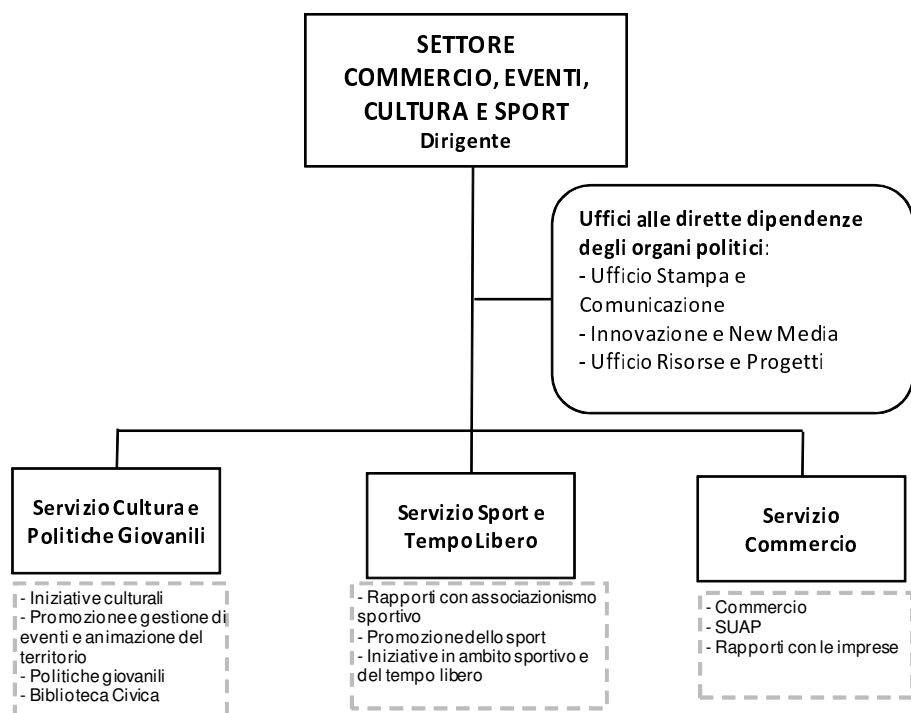 SETTORE
COMMERCIO, EVENTI,
CULTURA E SPORT
Dirigente
Uffici alle dirette dipendenze
degli organi politici:
- Ufficio Stampa e
Comunicazione
- Innovazione e New Media
- Ufficio Risorse e Progetti
Servizio Cultura e
Politiche Giovanili
- Iniziative culturali
- Promozione e gestione di
eventi e animazione del
territorio
- Politiche giovanili
- Biblioteca Civica
Servizio Sport e
Tempo Libero
- Rapporti con associazionismo
sportivo
- Promozione dello sport
- Iniziative in ambito sportivo e
del tempo libero
Servizio
Commercio
- Commercio
- SUAP
- Rapporti con le imprese